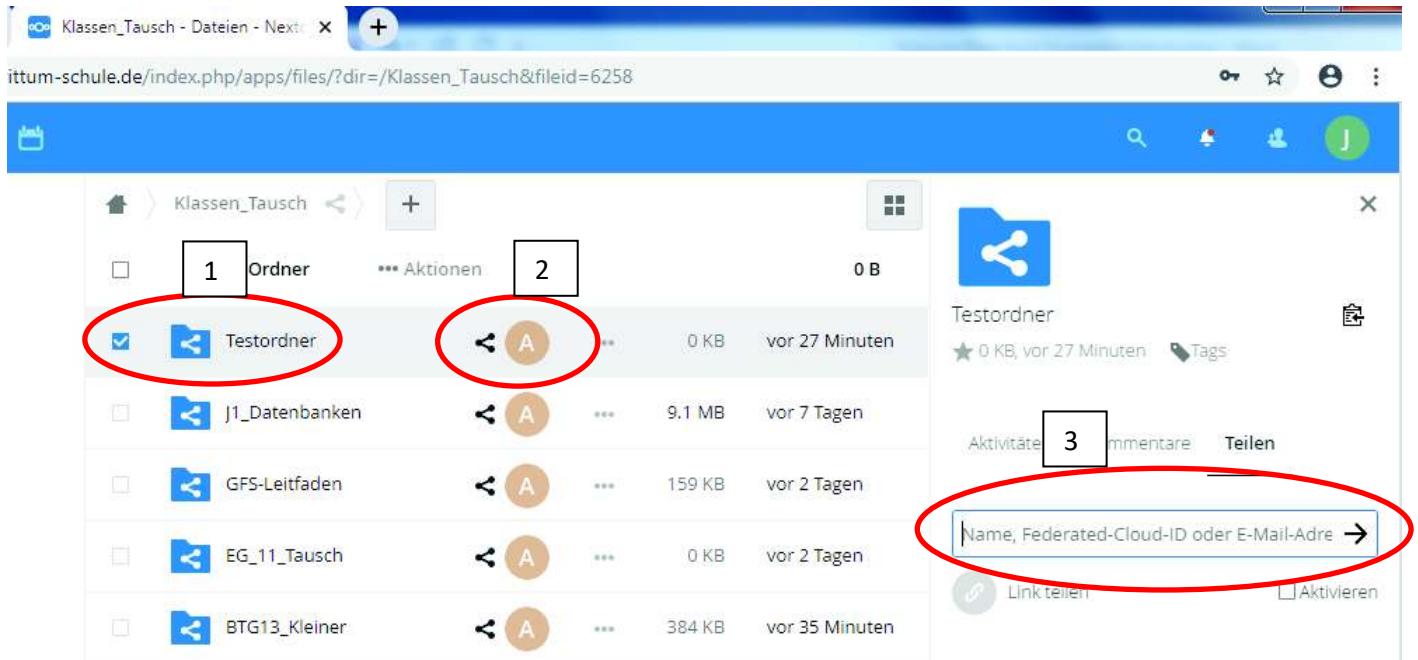 Klassen_Tausch - Dateien - Nextc
ittum-schule.de/index.php/apps/files/?dir=/Klassen_Tausch&fileid=6258
J
Klassen_Tausch
1 Ordner ••• Aktionen 2 0 B
Testordner A ••• 0 KB vor 27 Minuten
J1_Datenbanken A ••• 9.1 MB vor 7 Tagen
GFS-Leitfaden A ••• 159 KB vor 2 Tagen
EG_11_Tausch A ••• 0 KB vor 2 Tagen
BTG13_Kleiner A ••• 384 KB vor 35 Minuten
Testordner
0 KB, vor 27 Minuten Tags
Aktivitäte 3 mmentare Teilen
Name, Federated-Cloud-ID oder E-Mail-Adre
Link teilen Aktivieren